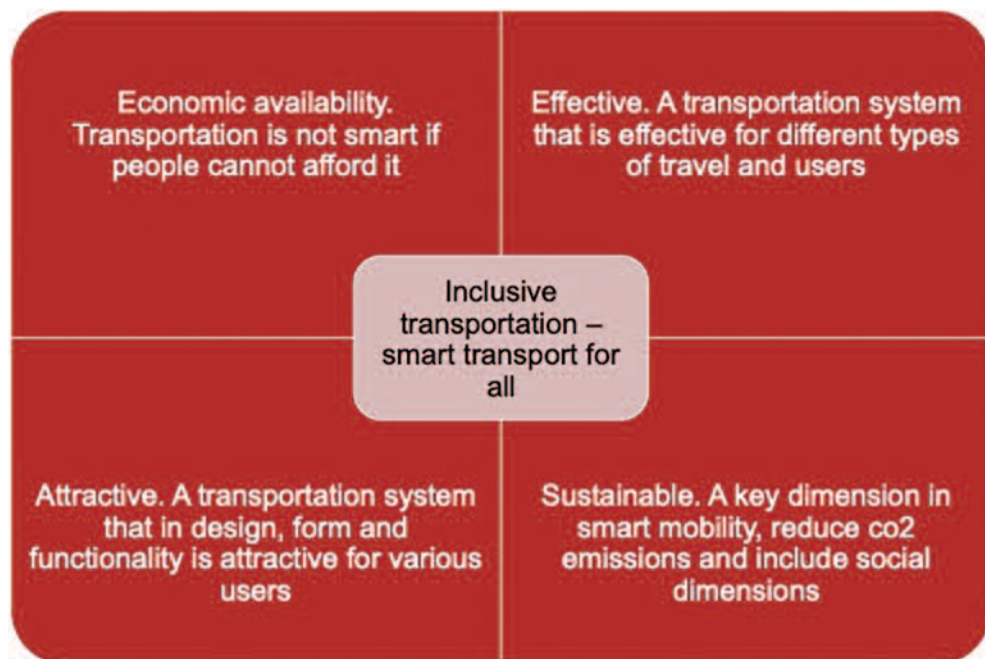 Economic availability.
Transportation is not smart if
people cannot afford it
Effective. A transportation system
that is effective for different types
of travel and users
Inclusive
transportation –
smart transport for
all
Attractive. A transportation system
that in design, form and
functionality is attractive for various
users
Sustainable. A key dimension in
smart mobility, reduce co2
emissions and include social
dimensions